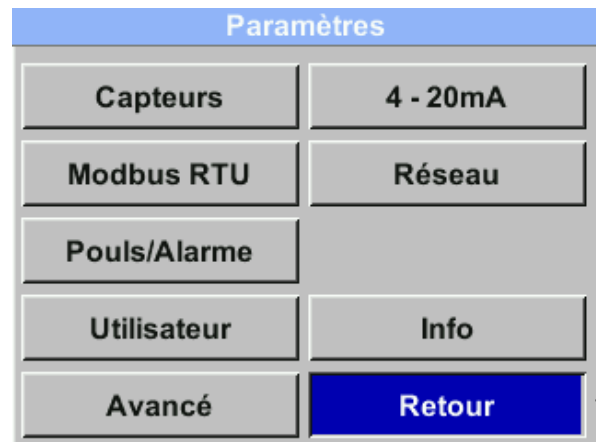 Paramètres
Capteurs
4 - 20mA
Modbus RTU
Réseau
Pouls/Alarme
Utilisateur
Info
Avancé
Retour